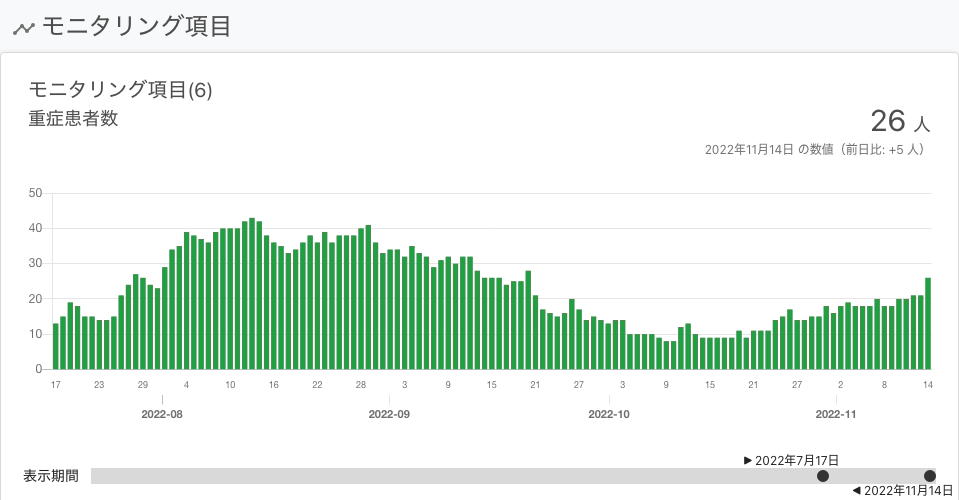 モニタリング項目
モニタリング項目(6)
重症患者数
26 人
2022年11月14日 の数値（前日比: +5 人）
50
40
30
20
10
0
17 23 29 4 10 16 22 28 3 9 15 21 27 3 9 15 21 27 2 8 14
2022-08 2022-09 2022-10 2022-11
▶ 2022年7月17日
表示期間
◀ 2022年11月14日